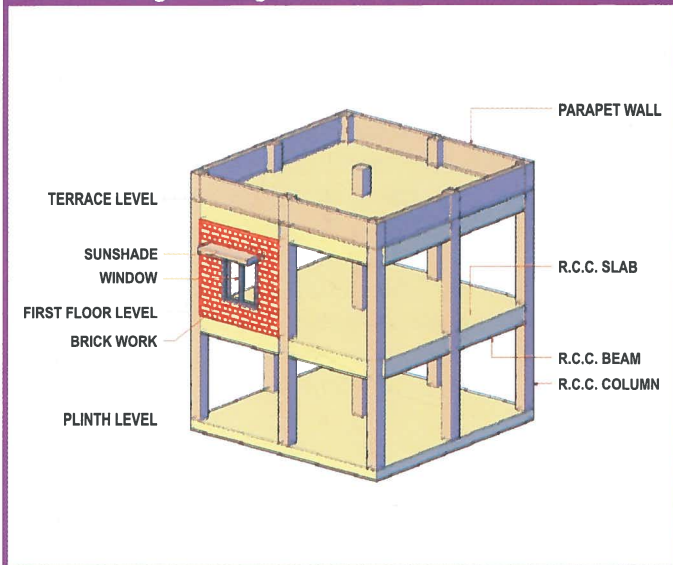 PARAPET WALL
TERRACE LEVEL
SUNSHADE
WINDOW
R.C.C. SLAB
FIRST FLOOR LEVEL
BRICK WORK
R.C.C. BEAM
R.C.C. COLUMN
PLINTH LEVEL